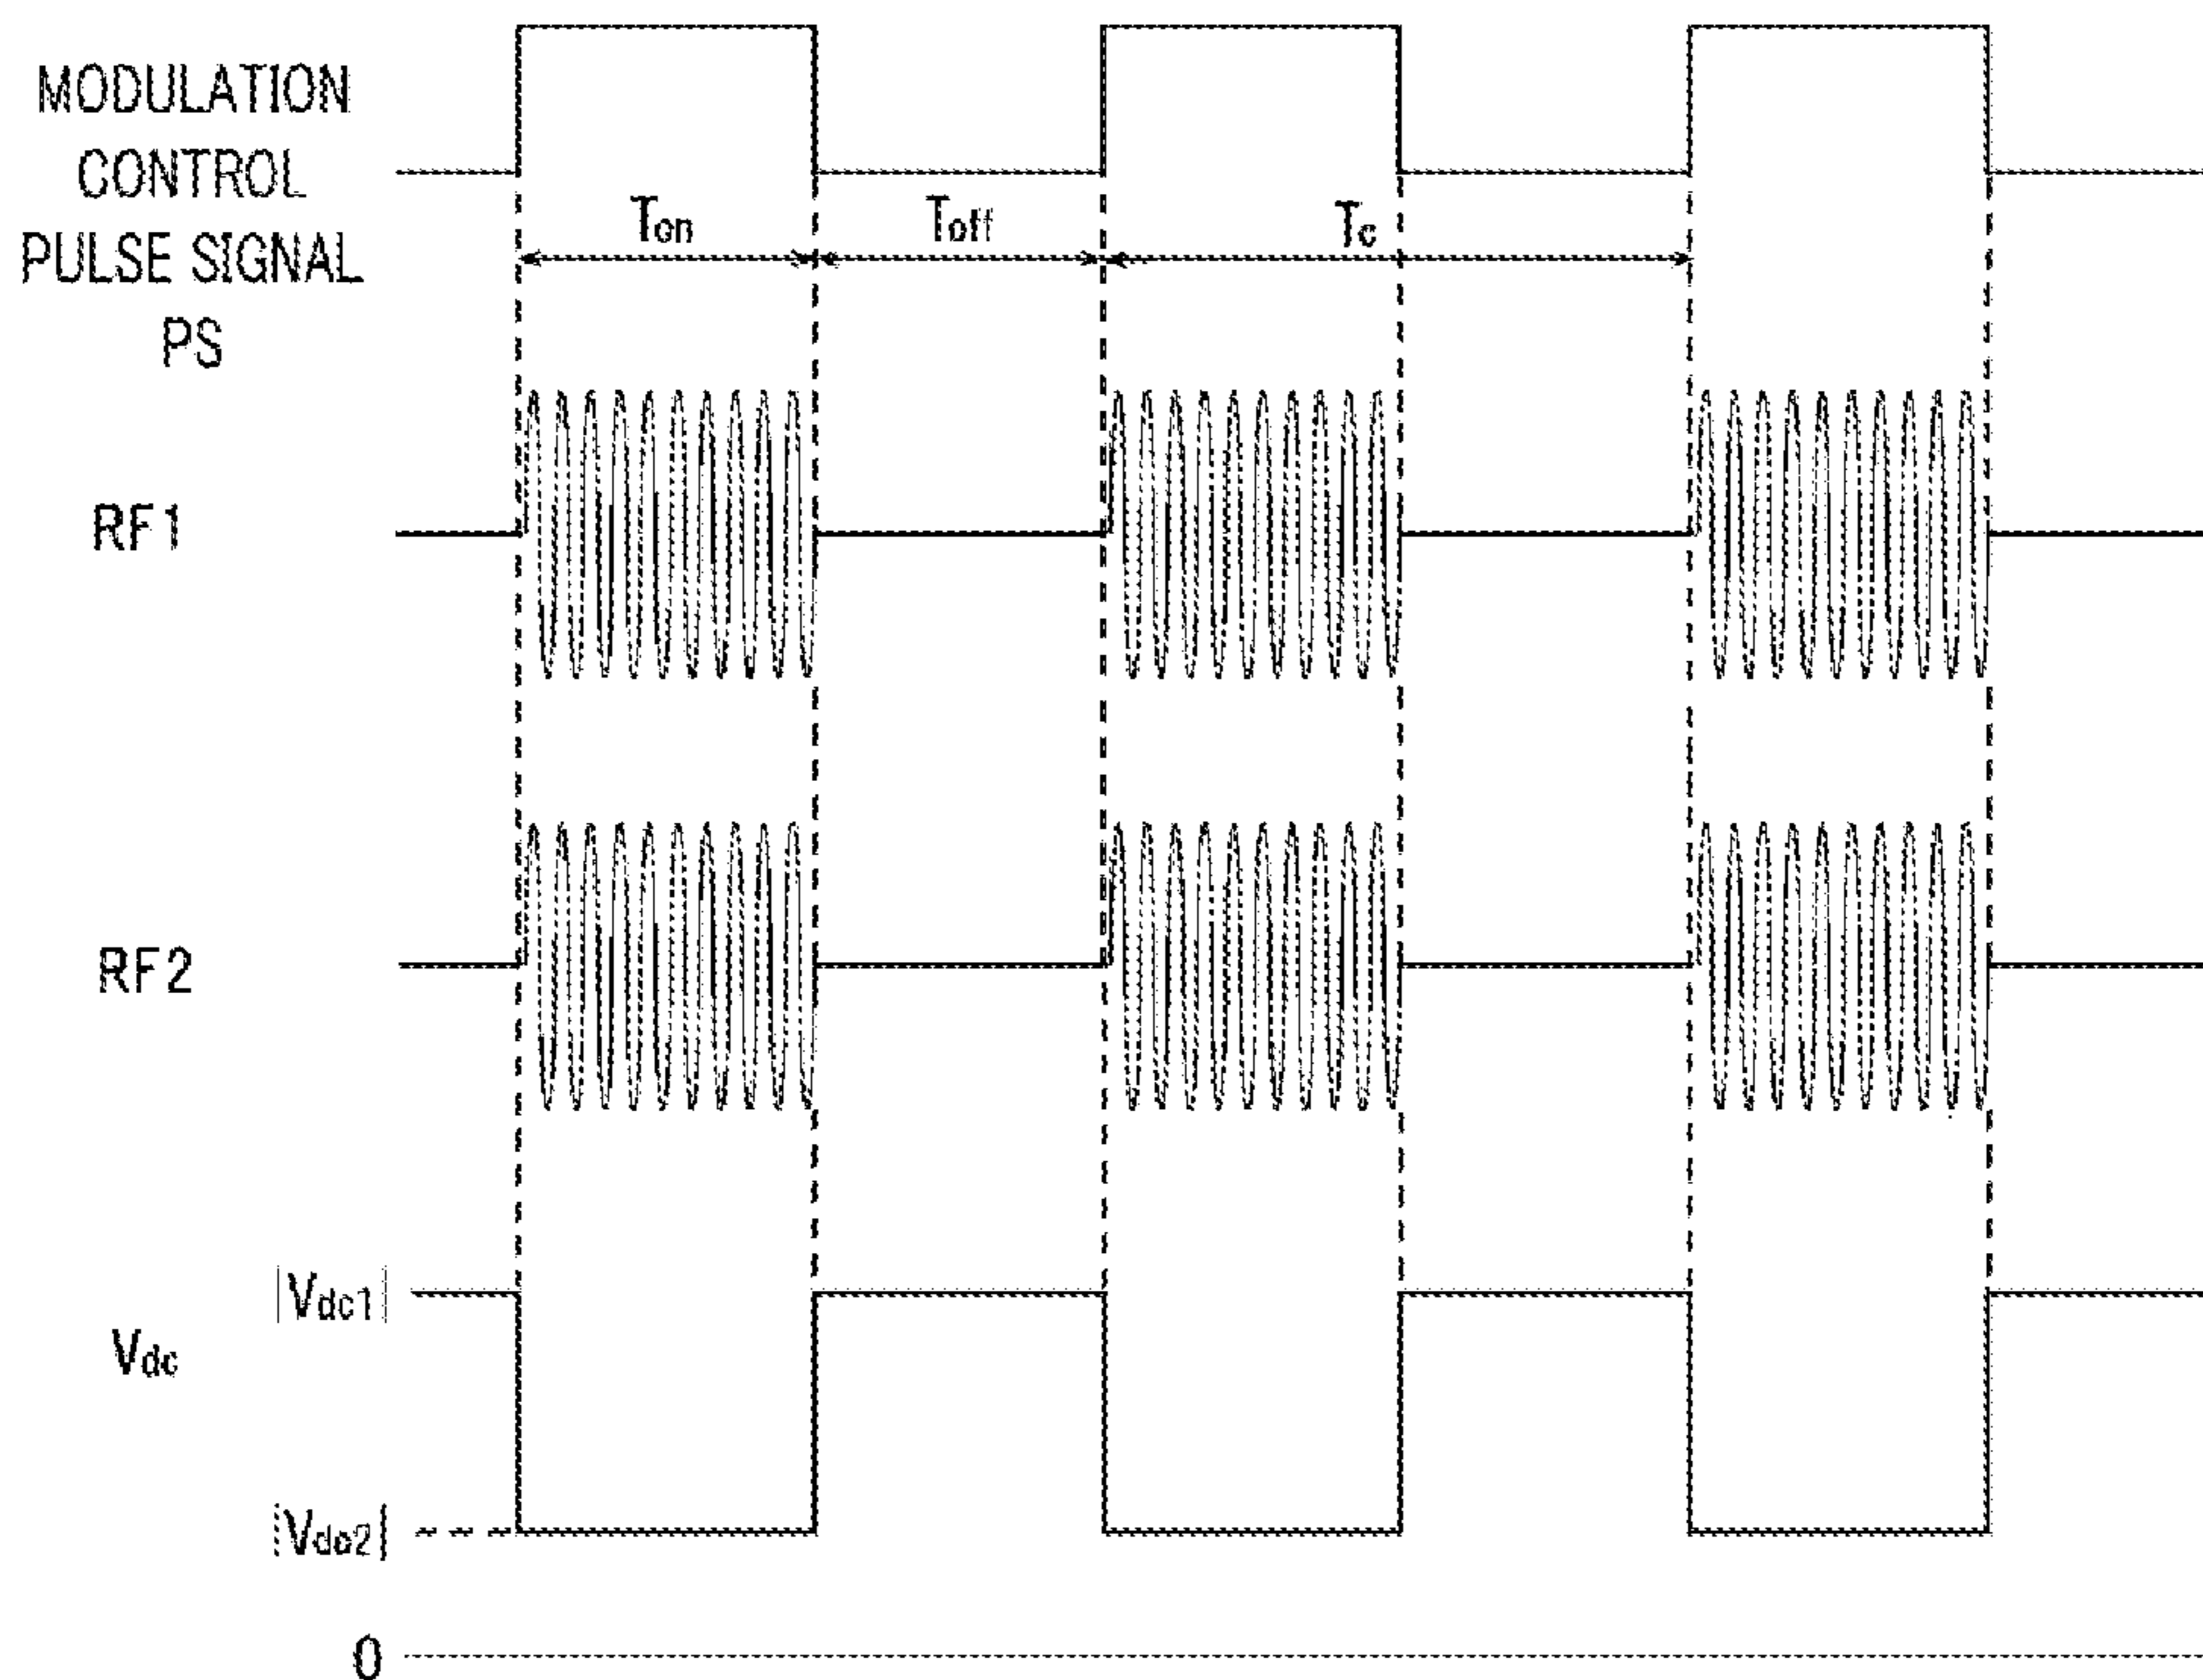 MODULATION
CONTROL
PULSE SIGNAL
PS
Ton
Toff
Tc
RF1
RF2
|Vdc1|
Vdc
|Vdc2|
0